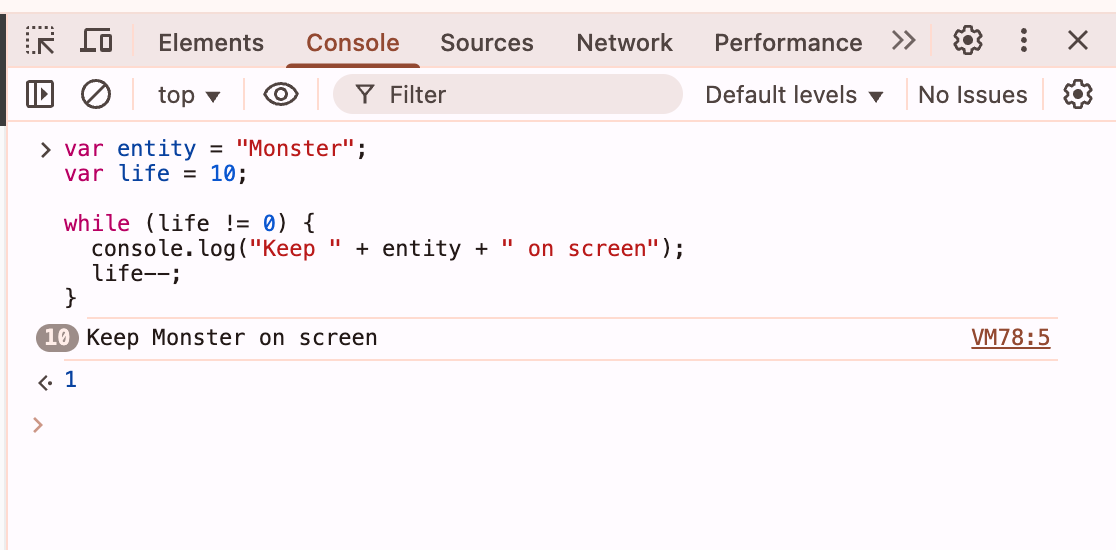 Elements Console Sources Network Performance
top Filter Default levels No Issues
var entity = "Monster";
var life = 10;
while (life != 0) {
  console.log("Keep " + entity + " on screen");
  life--;
}
10 Keep Monster on screen VM78:5
1